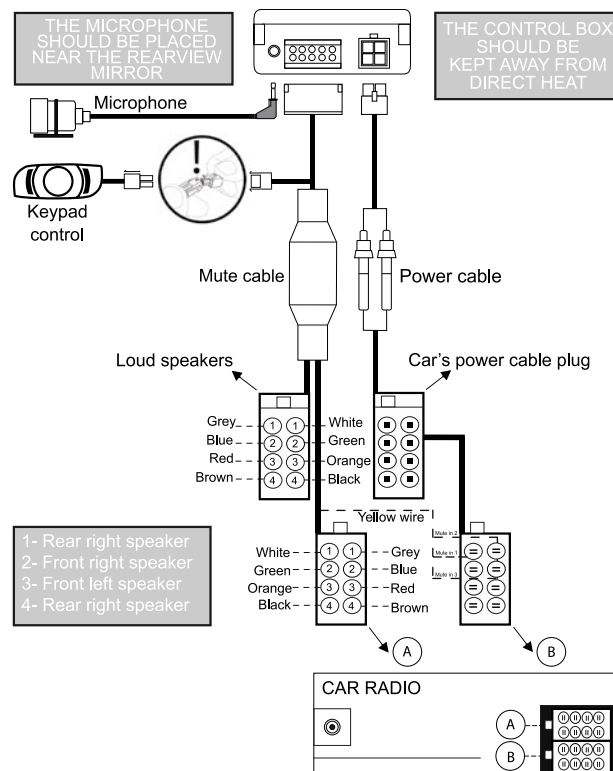 THE MICROPHONE
SHOULD BE PLACED
NEAR THE REARVIEW
MIRROR
THE CONTROL BOX
SHOULD BE
KEPT AWAY FROM
DIRECT HEAT
Microphone
!
Keypad
control
Mute cable
Power cable
Loud speakers
Car's power cable plug
Grey 1 1 White
Blue 2 2 Green
Red 3 3 Orange
Brown 4 4 Black
Yellow wire
Mute in 2
Mute in 1
Mute in 3
1- Rear right speaker
2- Front right speaker
3- Front left speaker
4- Rear right speaker
White 1 1 Grey
Green 2 2 Blue
Orange 3 3 Red
Black 4 4 Brown
A
B
CAR RADIO
A
B